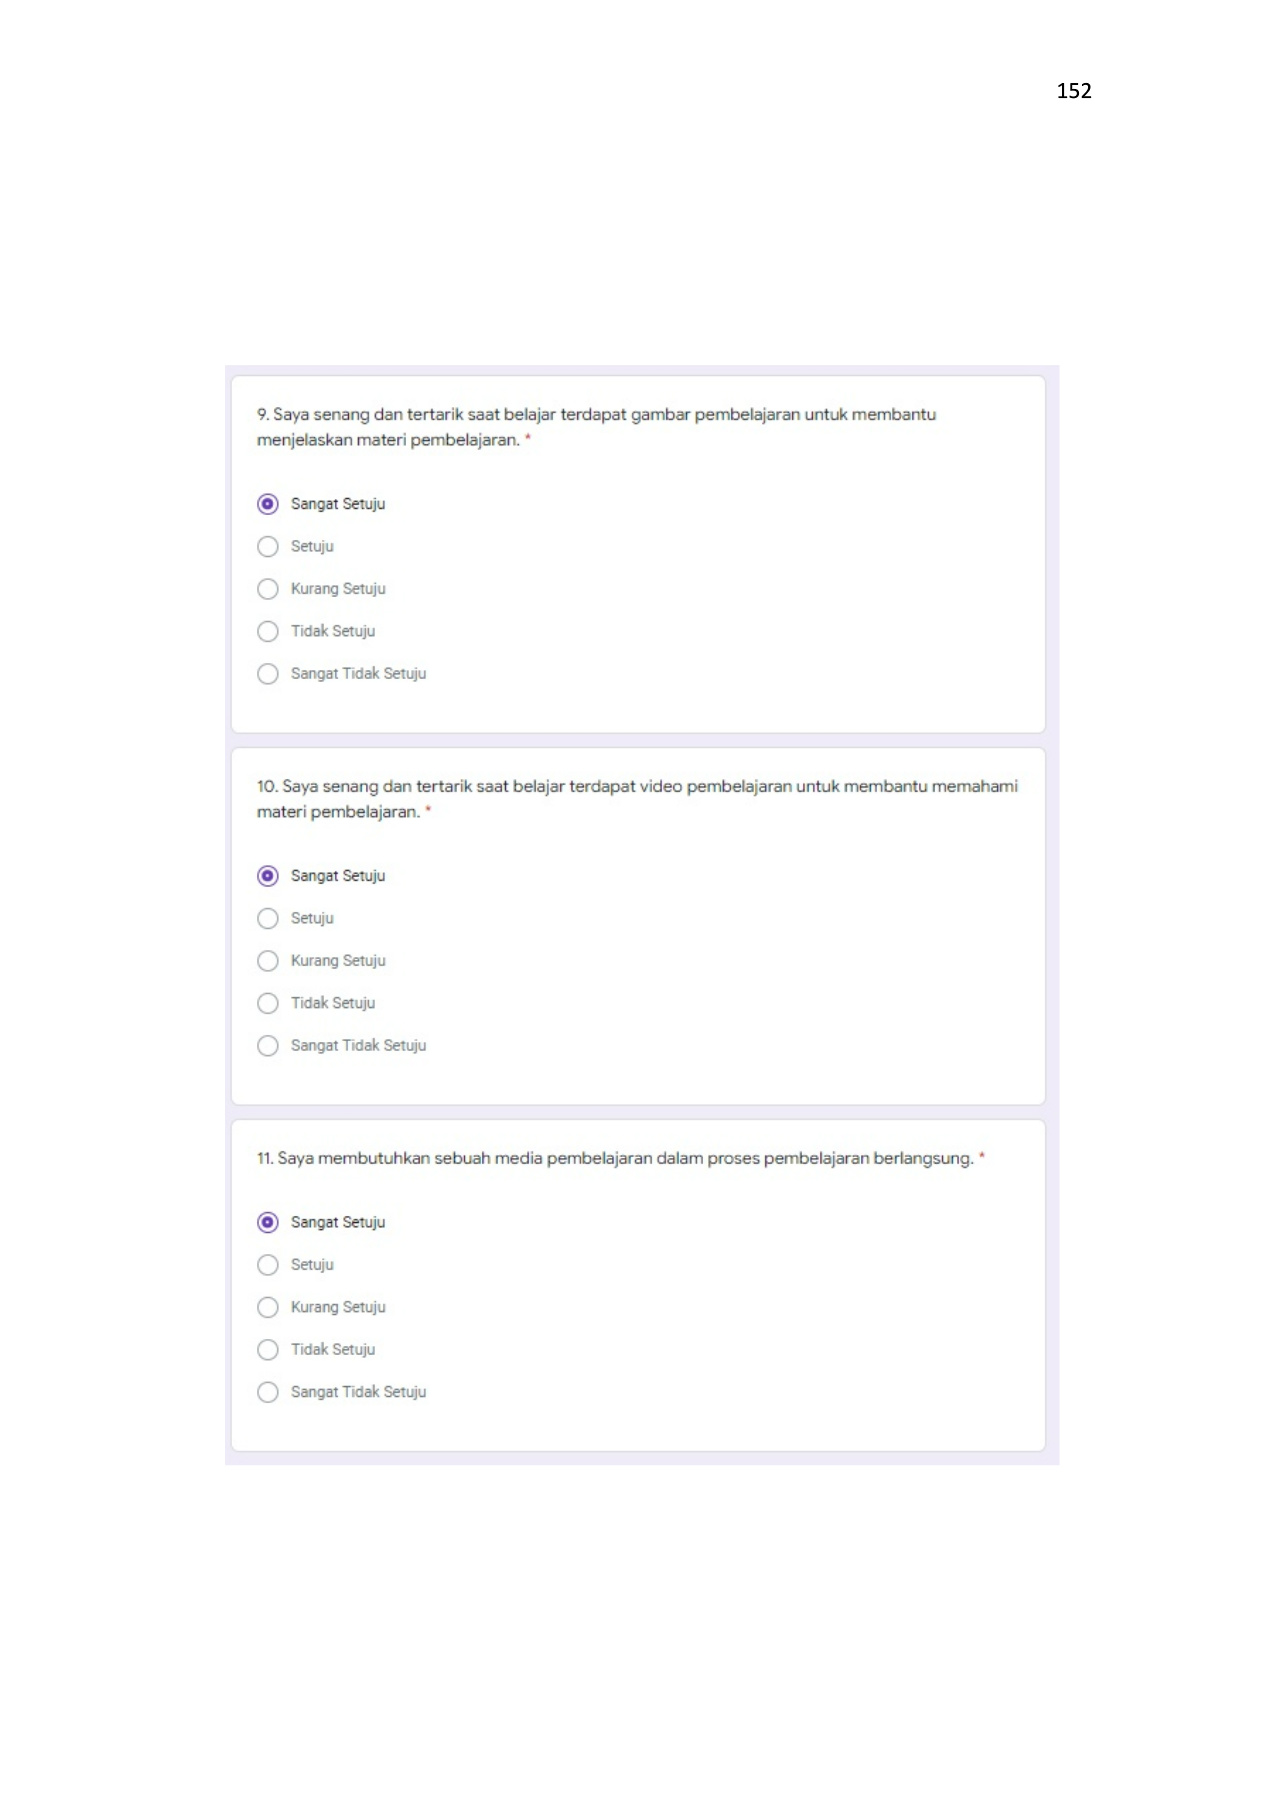 152
9. Saya senang dan tertarik saat belajar terdapat gambar pembelajaran untuk membantu
menjelaskan materi pembelajaran. *
Sangat Setuju
Setuju
Kurang Setuju
Tidak Setuju
Sangat Tidak Setuju
10. Saya senang dan tertarik saat belajar terdapat video pembelajaran untuk membantu memahami
materi pembelajaran. *
Sangat Setuju
Setuju
Kurang Setuju
Tidak Setuju
Sangat Tidak Setuju
11. Saya membutuhkan sebuah media pembelajaran dalam proses pembelajaran berlangsung. *
Sangat Setuju
Setuju
Kurang Setuju
Tidak Setuju
Sangat Tidak Setuju